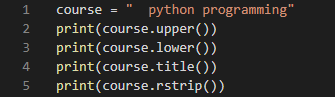 1 course = "  python programming"
2 print(course.upper())
3 print(course.lower())
4 print(course.title())
5 print(course.rstrip())